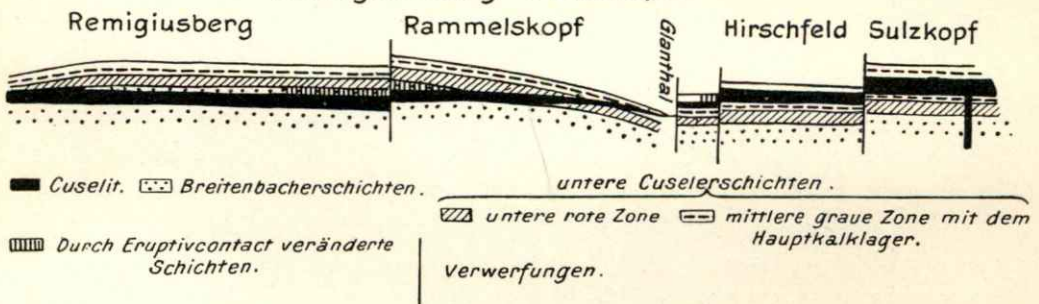 Remigiusberg
Rammelskopf
Glanthal
Hirschfeld
Sulzkopf
Cuselit.
Breitenbacherschichten.
untere Cuselerschichten.
untere rote Zone
mittlere graue Zone mit dem
Hauptkalklager.
Durch Eruptivcontact veränderte
Schichten.
Verwerfungen.